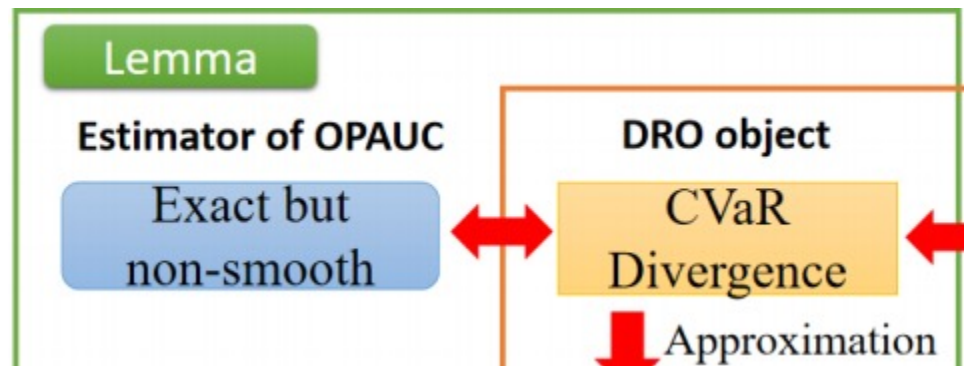 Lemma
Estimator of OPAUC
DRO object
Exact but
non-smooth
CVaR
Divergence
Approximation